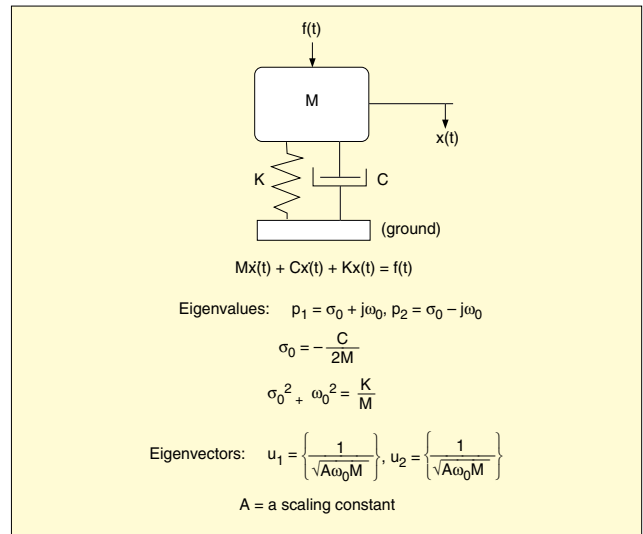 f(t)
M
x(t)
K
C
(ground)
Mẍ(t) + Cẋ(t) + Kx(t) = f(t)
Eigenvalues: p₁ = σ₀ + jω₀, p₂ = σ₀ – jω₀
σ₀ = – C/2M
σ₀² + ω₀² = K/M
Eigenvectors: u₁ = {1/√Aω₀M}, u₂ = {1/√Aω₀M}
A = a scaling constant